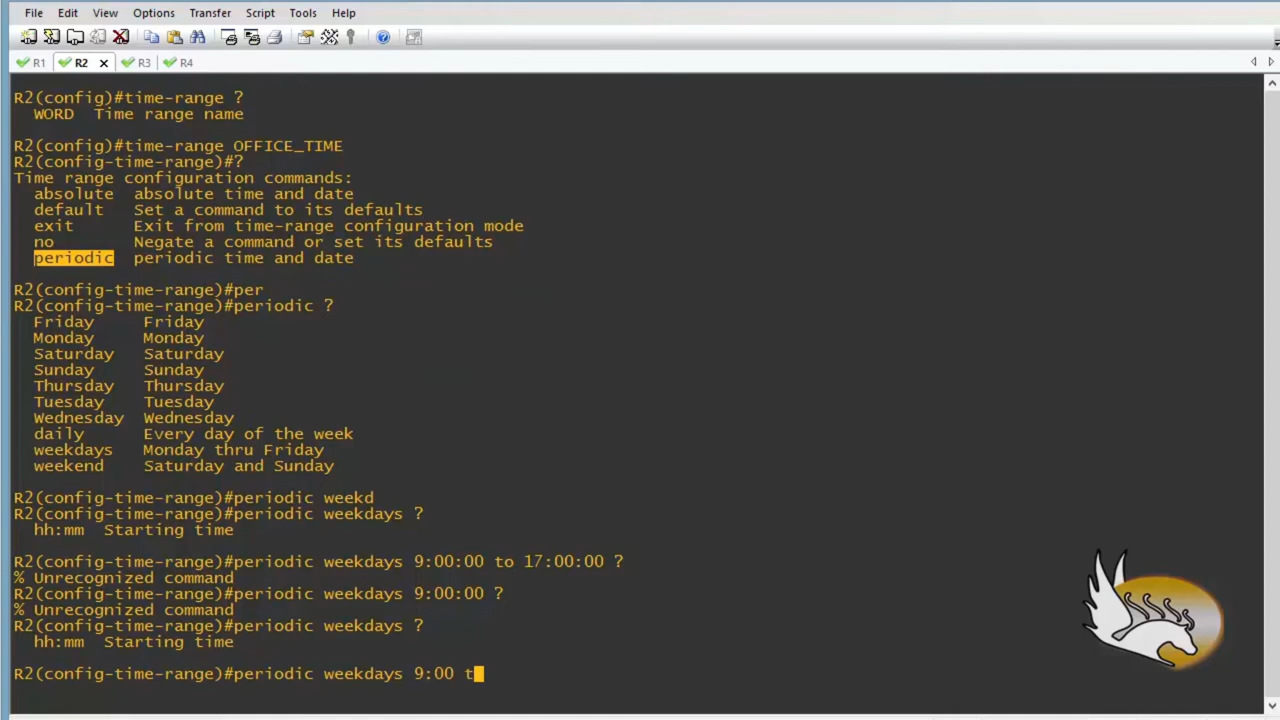 File Edit View Options Transfer Script Tools Help
R1 R2 R3 R4
R2(config)#time-range ?
WORD Time range name
R2(config)#time-range OFFICE_TIME
R2(config-time-range)#?
Time range configuration commands:
absolute absolute time and date
default Set a command to its defaults
exit Exit from time-range configuration mode
no Negate a command or set its defaults
periodic periodic time and date
R2(config-time-range)#per
R2(config-time-range)#periodic ?
Friday Friday
Monday Monday
Saturday Saturday
Sunday Sunday
Thursday Thursday
Tuesday Tuesday
Wednesday Wednesday
daily Every day of the week
weekdays Monday thru Friday
weekend Saturday and Sunday
R2(config-time-range)#periodic weekd
R2(config-time-range)#periodic weekdays ?
hh:mm Starting time
R2(config-time-range)#periodic weekdays 9:00:00 to 17:00:00 ?
% Unrecognized command
R2(config-time-range)#periodic weekdays 9:00:00 ?
% Unrecognized command
R2(config-time-range)#periodic weekdays ?
hh:mm Starting time
R2(config-time-range)#periodic weekdays 9:00 t